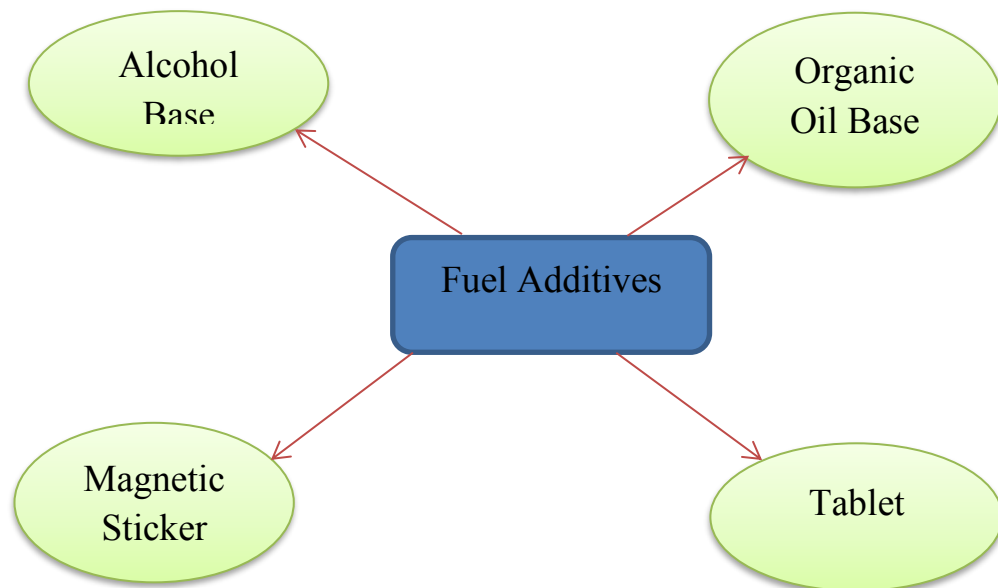 Alcohol
Base
Organic
Oil Base
Fuel Additives
Magnetic
Sticker
Tablet